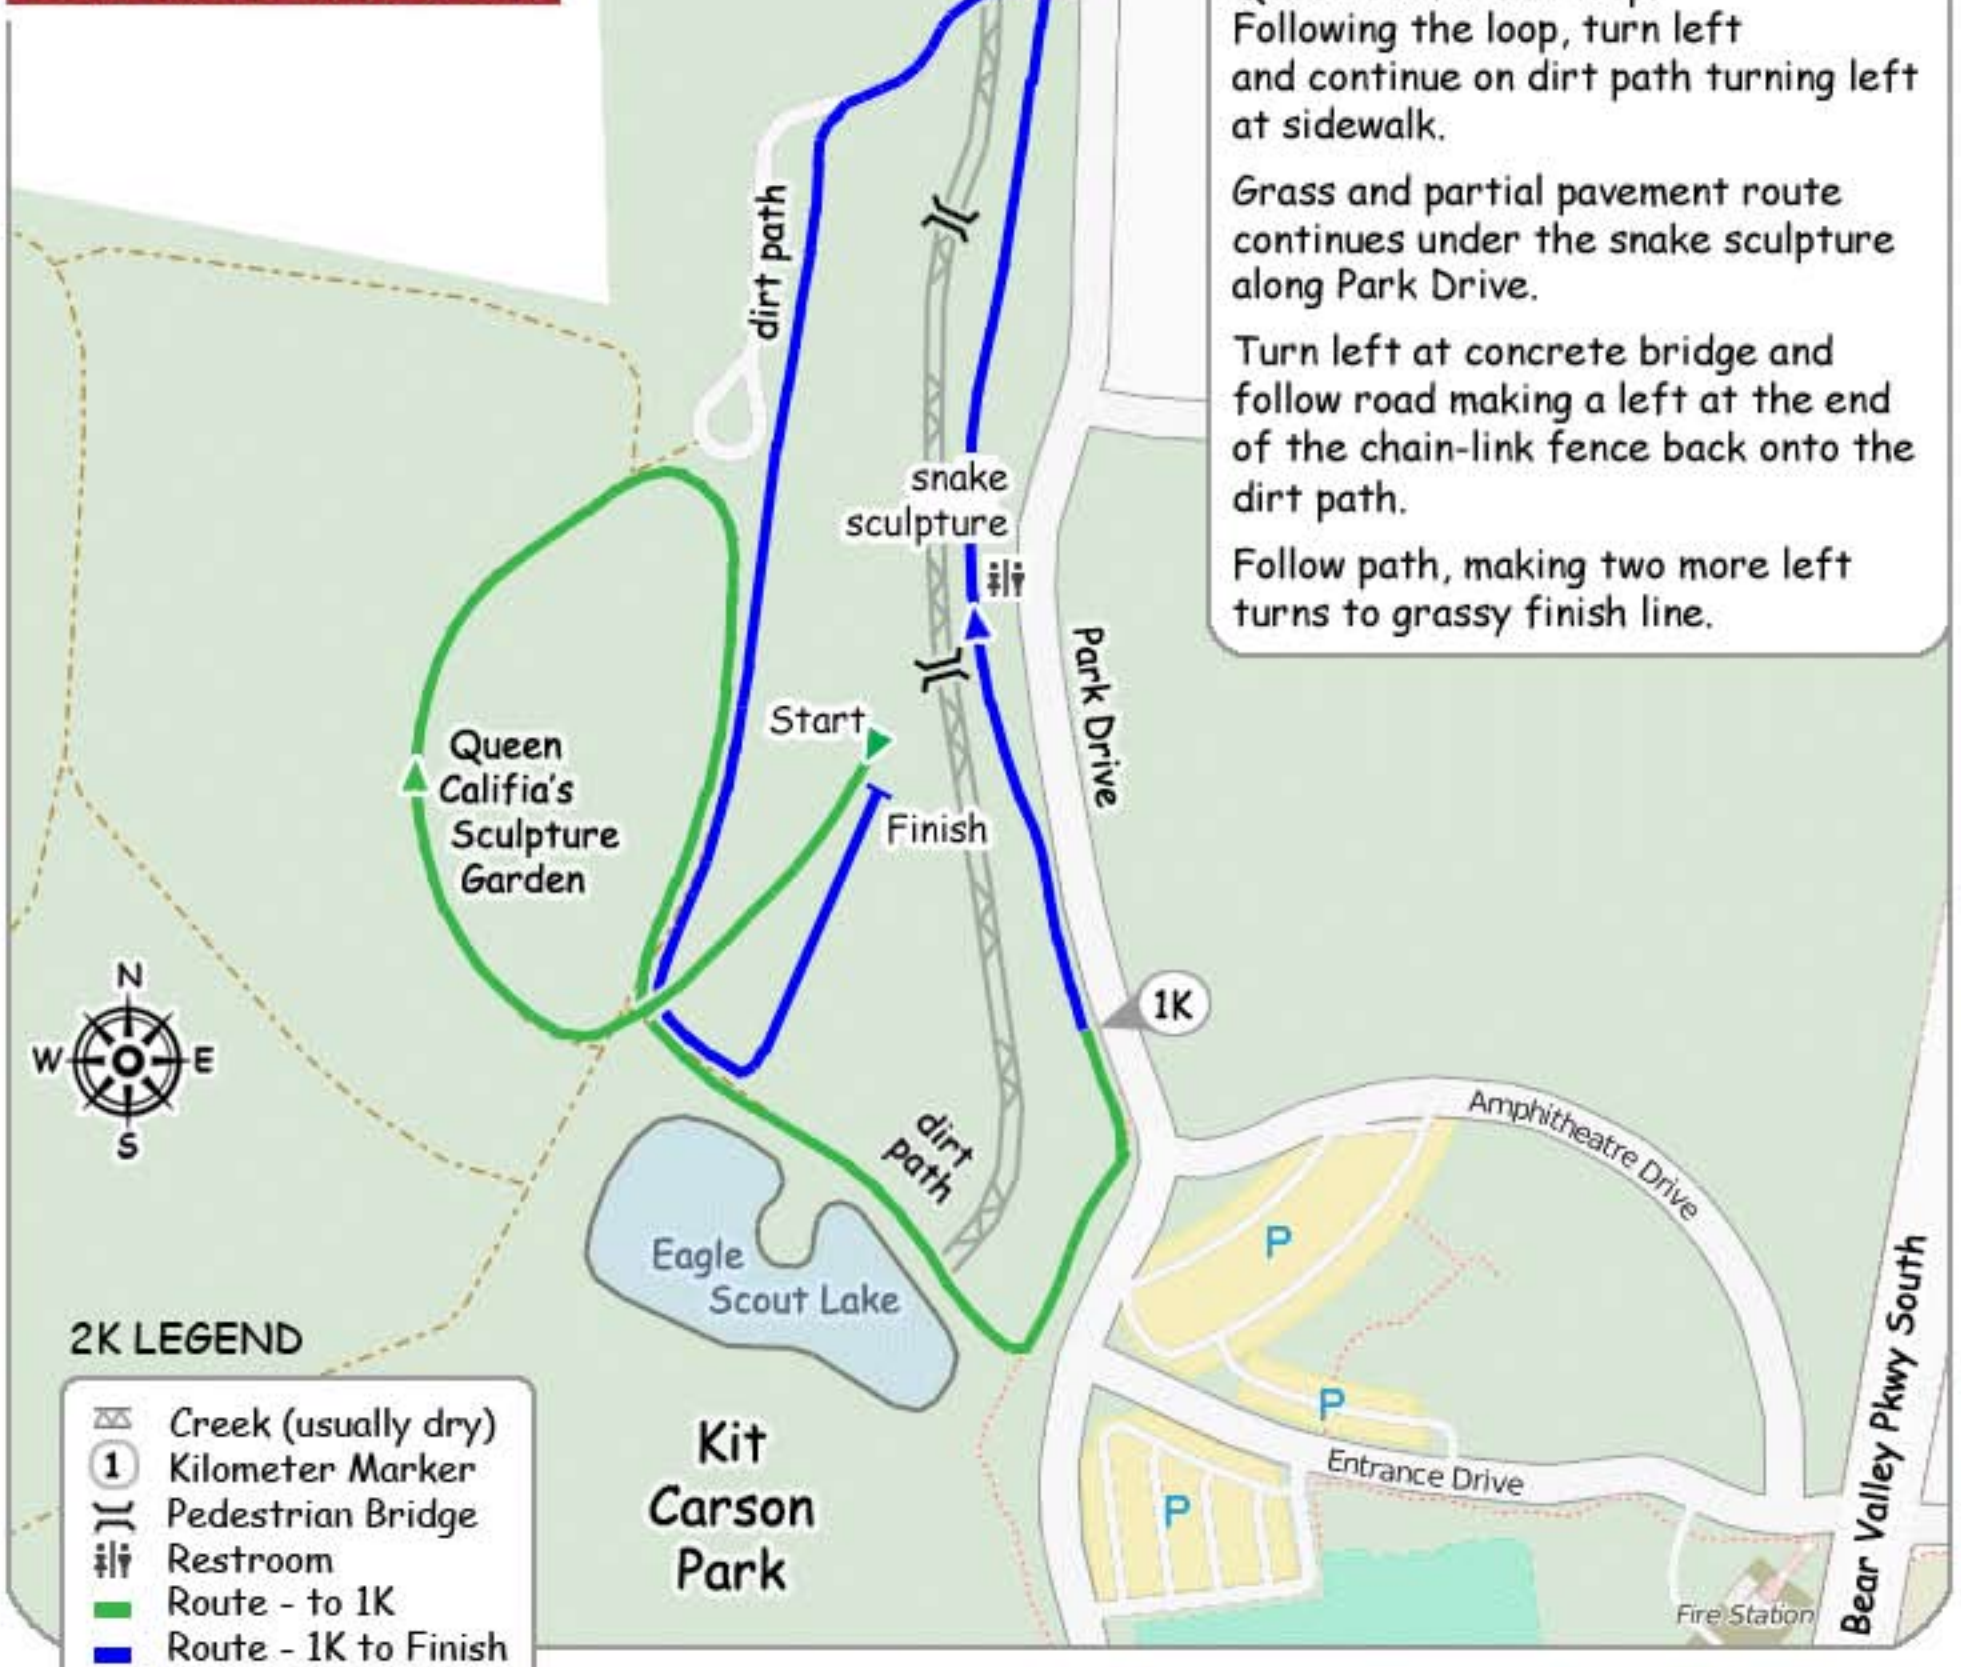 Following the loop, turn left
and continue on dirt path turning left
at sidewalk.
Grass and partial pavement route
continues under the snake sculpture
along Park Drive.
Turn left at concrete bridge and
follow road making a left at the end
of the chain-link fence back onto the
dirt path.
Follow path, making two more left
turns to grassy finish line.
dirt path
snake
sculpture
Park Drive
Start
Finish
Queen
Califia's
Sculpture
Garden
N
W
E
S
1K
dirt
path
Amphitheatre Drive
P
Eagle
Scout Lake
P
Entrance Drive
P
Bear Valley Pkwy South
Fire Station
Kit
Carson
Park
2K LEGEND
Creek (usually dry)
1
Kilometer Marker
Pedestrian Bridge
Restroom
Route - to 1K
Route - 1K to Finish